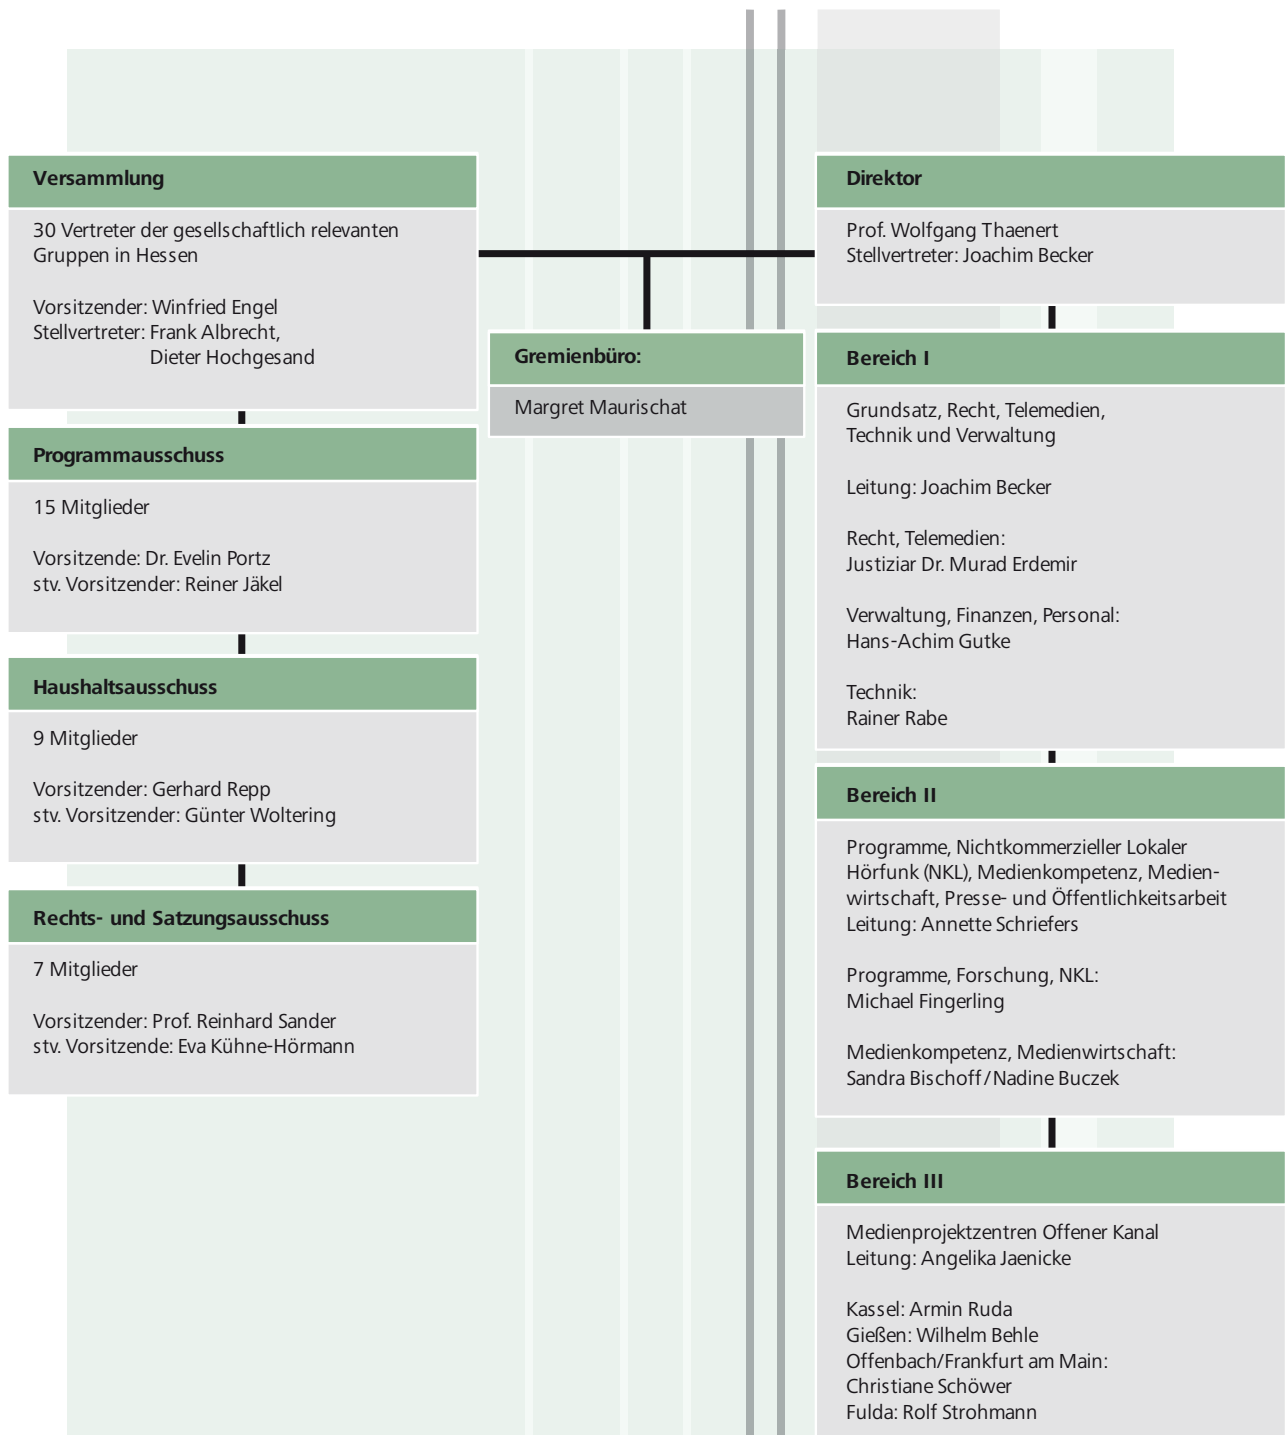 Versammlung
30 Vertreter der gesellschaftlich relevanten
Gruppen in Hessen
Vorsitzender: Winfried Engel
Stellvertreter: Frank Albrecht,
Dieter Hochgesand
Programmausschuss
15 Mitglieder
Vorsitzende: Dr. Evelin Portz
stv. Vorsitzender: Reiner Jäkel
Haushaltsausschuss
9 Mitglieder
Vorsitzender: Gerhard Repp
stv. Vorsitzender: Günter Woltering
Rechts- und Satzungsausschuss
7 Mitglieder
Vorsitzender: Prof. Reinhard Sander
stv. Vorsitzende: Eva Kühne-Hörmann
Gremienbüro:
Margret Maurischat
Direktor
Prof. Wolfgang Thaenert
Stellvertreter: Joachim Becker
Bereich I
Grundsatz, Recht, Telemedien,
Technik und Verwaltung
Leitung: Joachim Becker
Recht, Telemedien:
Justiziar Dr. Murad Erdemir
Verwaltung, Finanzen, Personal:
Hans-Achim Gutke
Technik:
Rainer Rabe
Bereich II
Programme, Nichtkommerzieller Lokaler
Hörfunk (NKL), Medienkompetenz, Medien-
wirtschaft, Presse- und Öffentlichkeitsarbeit
Leitung: Annette Schriefers
Programme, Forschung, NKL:
Michael Fingerling
Medienkompetenz, Medienwirtschaft:
Sandra Bischoff/Nadine Buczek
Bereich III
Medienprojektzentren Offener Kanal
Leitung: Angelika Jaenicke
Kassel: Armin Ruda
Gießen: Wilhelm Behle
Offenbach/Frankfurt am Main:
Christiane Schöwer
Fulda: Rolf Strohmann